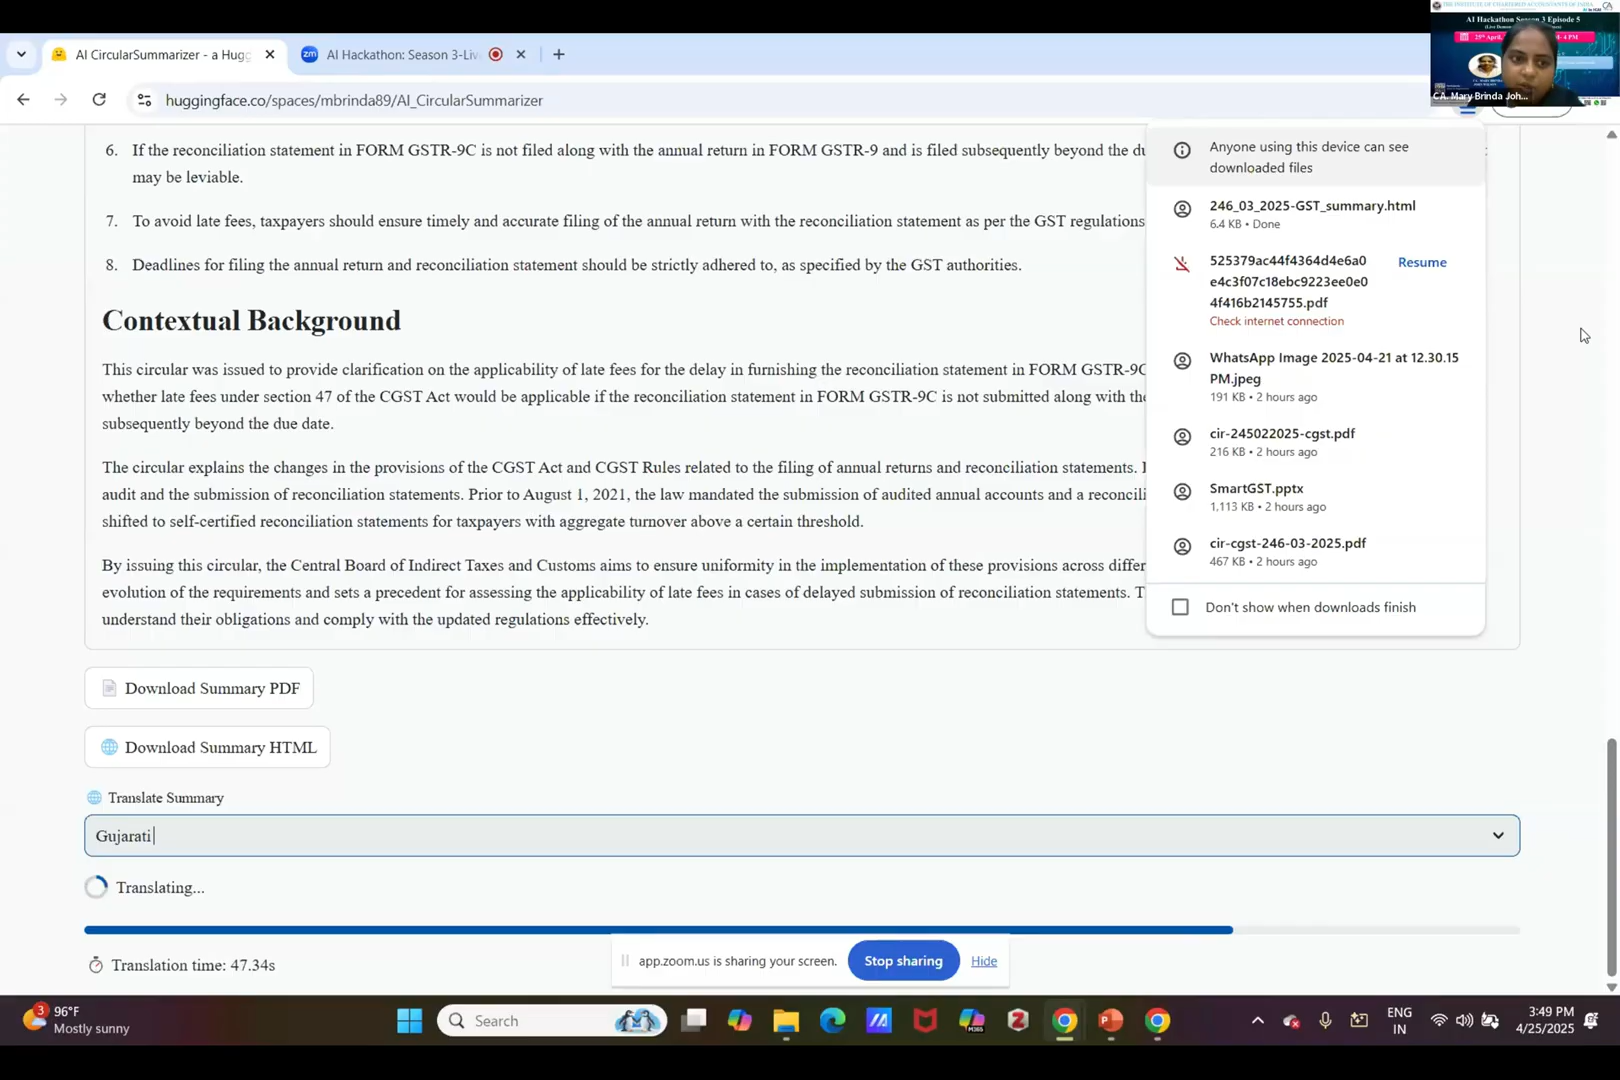 AI CircularSummarizer - a Hugg
AI Hackathon: Season 3-Liv
huggingface.co/spaces/mbrinda89/AI_CircularSummarizer
THE INSTITUTE OF CHARTERED ACCOUNTANTS OF INDIA
AI Hackathon Season 3 Episode 5
25th April,
- 4 PM
CA. Mary Brinda Joh...
6. If the reconciliation statement in FORM GSTR-9C is not filed along with the annual return in FORM GSTR-9 and is filed subsequently beyond the du
may be leviable.
7. To avoid late fees, taxpayers should ensure timely and accurate filing of the annual return with the reconciliation statement as per the GST regulations
8. Deadlines for filing the annual return and reconciliation statement should be strictly adhered to, as specified by the GST authorities.
Contextual Background
This circular was issued to provide clarification on the applicability of late fees for the delay in furnishing the reconciliation statement in FORM GSTR-9C
whether late fees under section 47 of the CGST Act would be applicable if the reconciliation statement in FORM GSTR-9C is not submitted along with the
subsequently beyond the due date.
The circular explains the changes in the provisions of the CGST Act and CGST Rules related to the filing of annual returns and reconciliation statements.
audit and the submission of reconciliation statements. Prior to August 1, 2021, the law mandated the submission of audited annual accounts and a reconcili
shifted to self-certified reconciliation statements for taxpayers with aggregate turnover above a certain threshold.
By issuing this circular, the Central Board of Indirect Taxes and Customs aims to ensure uniformity in the implementation of these provisions across differ
evolution of the requirements and sets a precedent for assessing the applicability of late fees in cases of delayed submission of reconciliation statements. T
understand their obligations and comply with the updated regulations effectively.
Anyone using this device can see
downloaded files
246_03_2025-GST_summary.html
6.4 KB • Done
525379ac44f4364d4e6a0
e4c3f07c18ebc9223ee0e0
4f416b2145755.pdf
Resume
Check internet connection
WhatsApp Image 2025-04-21 at 12.30.15
PM.jpeg
191 KB • 2 hours ago
cir-245022025-cgst.pdf
216 KB • 2 hours ago
SmartGST.pptx
1,113 KB • 2 hours ago
cir-cgst-246-03-2025.pdf
467 KB • 2 hours ago
Don't show when downloads finish
Download Summary PDF
Download Summary HTML
Translate Summary
Gujarati
Translating...
Translation time: 47.34s
app.zoom.us is sharing your screen.
Stop sharing
Hide
3
96°F
Mostly sunny
Search
ENG
IN
3:49 PM
4/25/2025